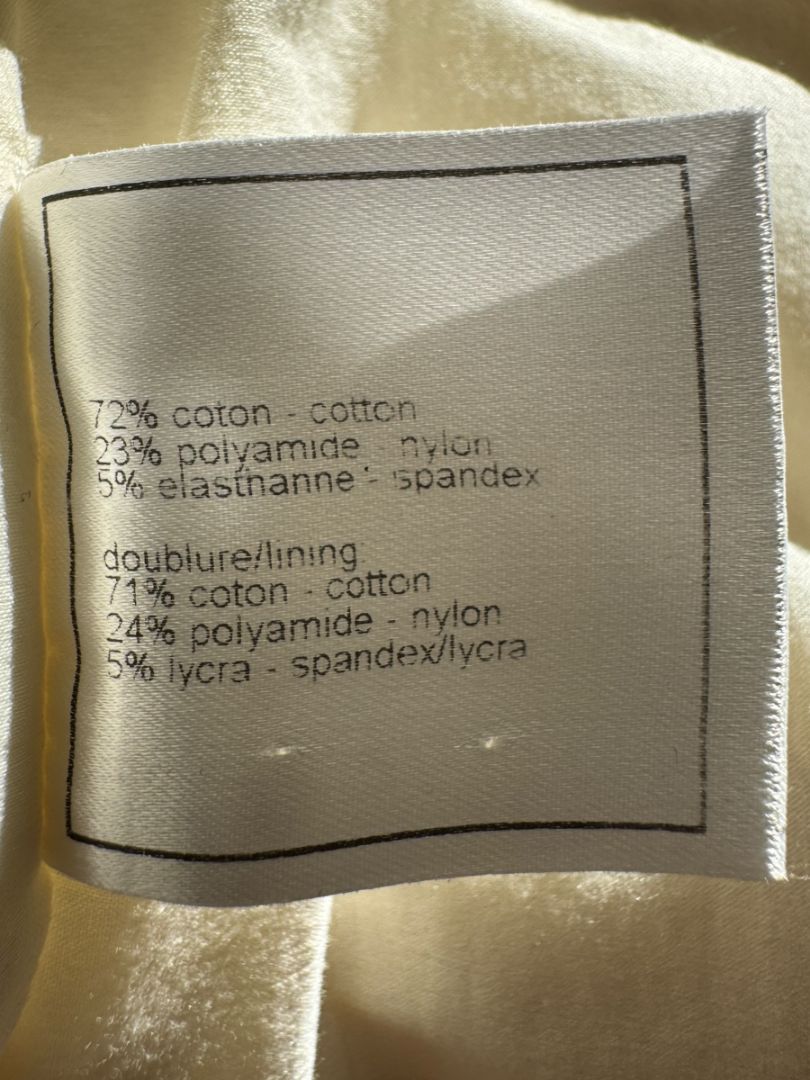 72% coton - cotton
23% polyamide - nylon
5% elasthanne - spandex
doublure/lining:
71% coton - cotton
24% polyamide - nylon
5% lycra - spandex/lycra